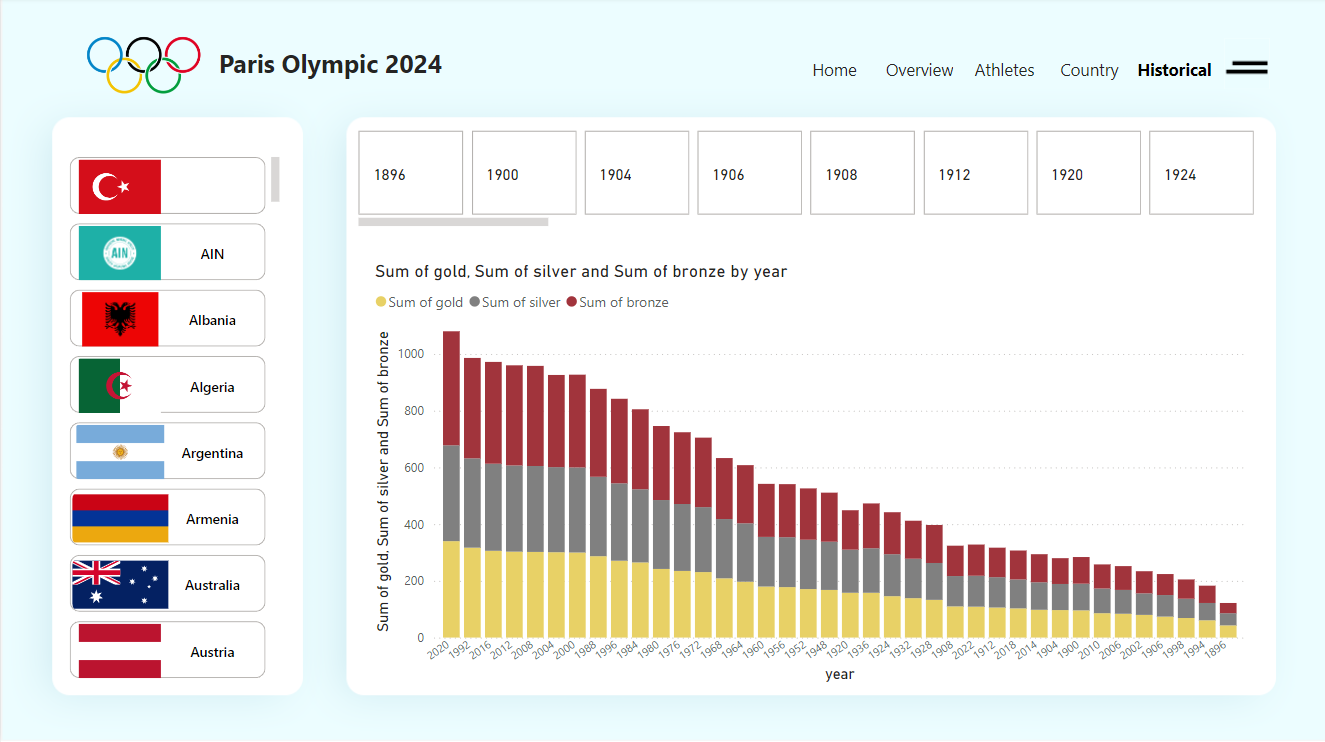 Paris Olympic 2024
Home Overview Athletes Country Historical
AIN
AIN
Albania
Algeria
Argentina
Armenia
Australia
Austria
1896 1900 1904 1906 1908 1912 1920 1924
Sum of gold, Sum of silver and Sum of bronze by year
Sum of gold Sum of silver Sum of bronze
Sum of gold, Sum of silver and Sum of bronze
1000
800
600
400
200
0
2020 1992 2016 2012 2008 2004 2000 1988 1996 1984 1980 1976 1972 1968 1964 1960 1956 1952 1948 1920 1936 1924 1932 1928 1908 2022 1912 2018 2014 1904 1900 2010 2006 2002 1906 1998 1994 1896
year